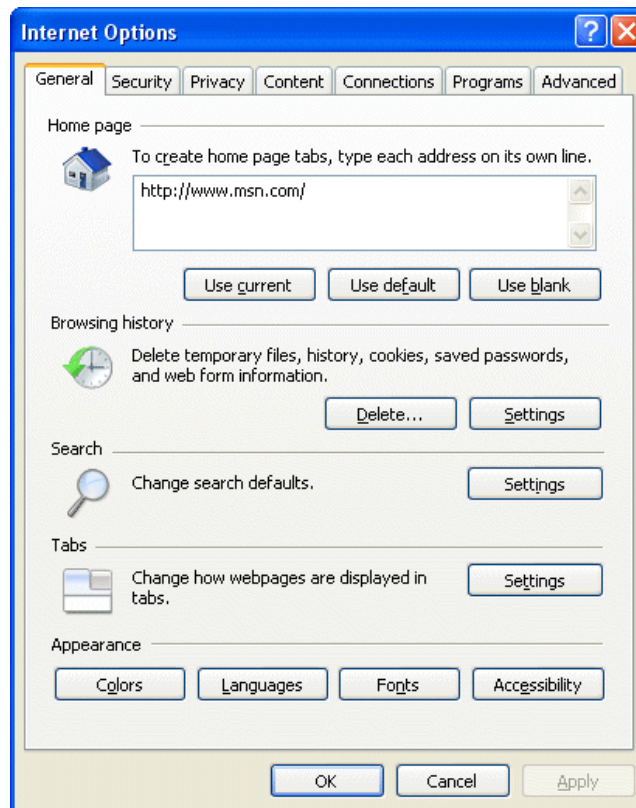 Internet Options
General Security Privacy Content Connections Programs Advanced
Home page
To create home page tabs, type each address on its own line.
http://www.msn.com/
Use current Use default Use blank
Browsing history
Delete temporary files, history, cookies, saved passwords,
and web form information.
Delete... Settings
Search
Change search defaults. Settings
Tabs
Change how webpages are displayed in
tabs.
Settings
Appearance
Colors Languages Fonts Accessibility
OK Cancel Apply